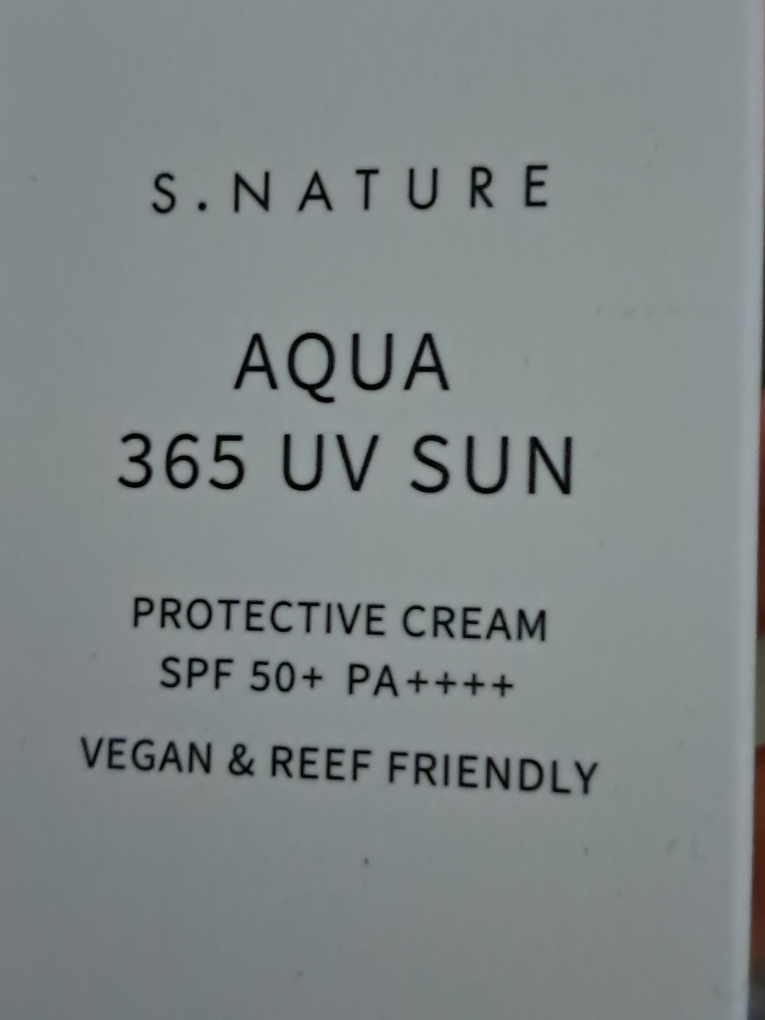 S.NATURE
AQUA
365 UV SUN
PROTECTIVE CREAM
SPF 50+ PA++++
VEGAN & REEF FRIENDLY